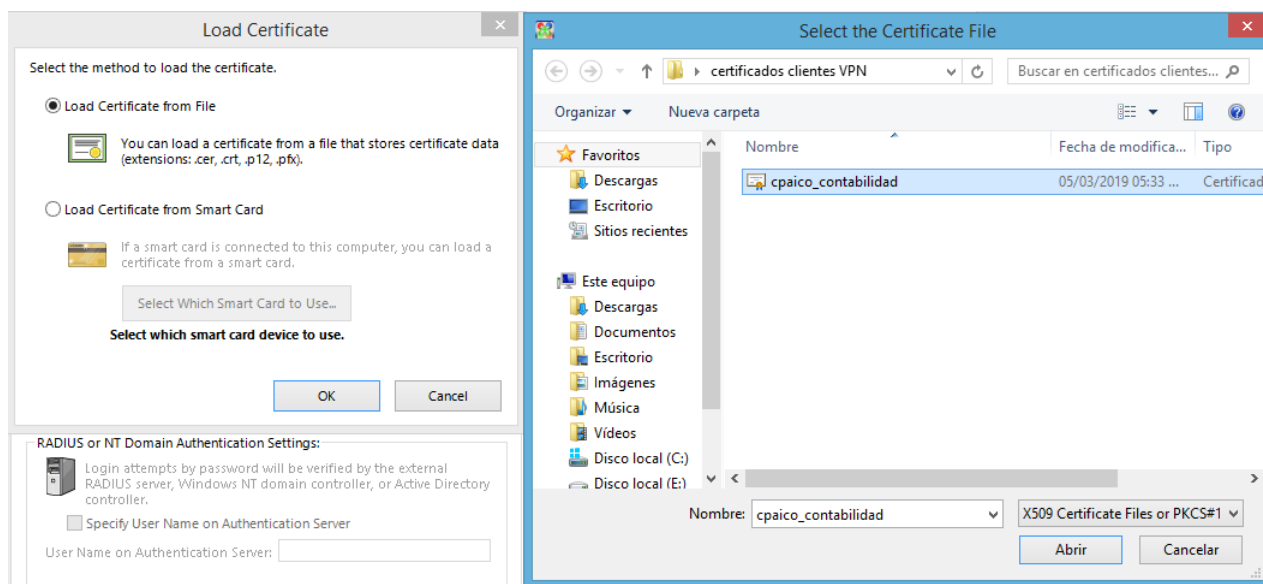 Load Certificate
Select the method to load the certificate.
Load Certificate from File
You can load a certificate from a file that stores certificate data
(extensions: .cer, .crt, .p12, .pfx).
Load Certificate from Smart Card
If a smart card is connected to this computer, you can load a
certificate from a smart card.
Select Which Smart Card to Use...
Select which smart card device to use.
OK
Cancel
RADIUS or NT Domain Authentication Settings:
Login attempts by password will be verified by the external
RADIUS server, Windows NT domain controller, or Active Directory
controller.
Specify User Name on Authentication Server
User Name on Authentication Server:
Select the Certificate File
certificados clientes VPN
Buscar en certificados clientes...
Organizar
Nueva carpeta
Favoritos
Descargas
Escritorio
Sitios recientes
Este equipo
Descargas
Documentos
Escritorio
Imágenes
Música
Vídeos
Disco local (C:)
Disco local (E:)
Nombre
Fecha de modifica...
Tipo
cpaico_contabilidad
05/03/2019 05:33 ...
Certificad
Nombre:
cpaico_contabilidad
X509 Certificate Files or PKCS#1
Abrir
Cancelar